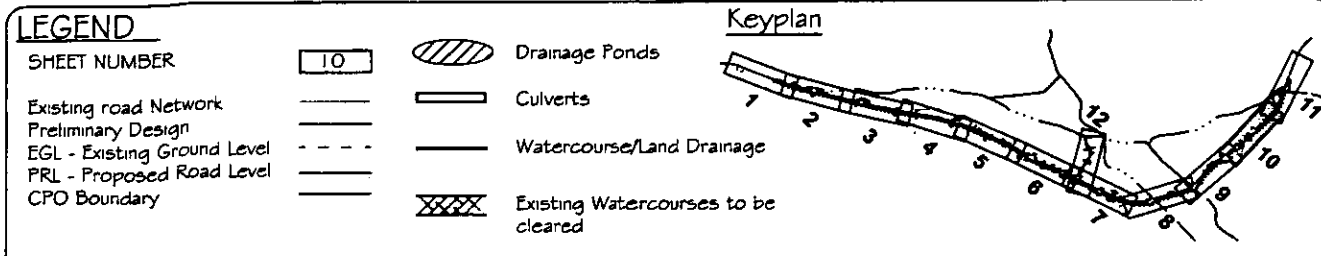 LEGEND
SHEET NUMBER
10
Existing road Network
Preliminary Design
EGL - Existing Ground Level
PRL - Proposed Road Level
CPO Boundary
Drainage Ponds
Culverts
Watercourse/Land Drainage
Existing Watercourses to be
cleared
Keyplan
1
2
3
4
5
6
7
8
9
10
11
12